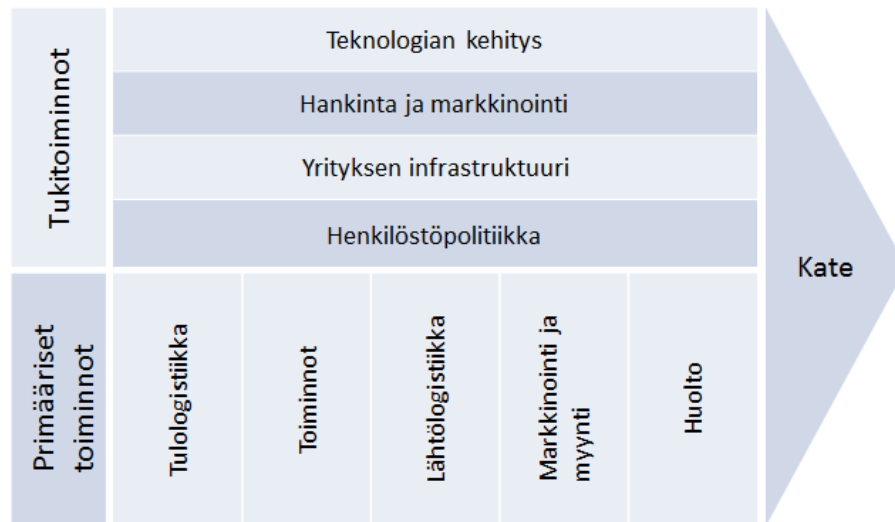 Tukitoiminnot
Teknologian kehitys
Hankinta ja markkinointi
Yrityksen infrastruktuuri
Henkilöstöpolitiikka
Primääriset
toiminnot
Tulologistiikka
Toiminnot
Lähtölogistiikka
Markkinointi ja
myynti
Huolto
Kate